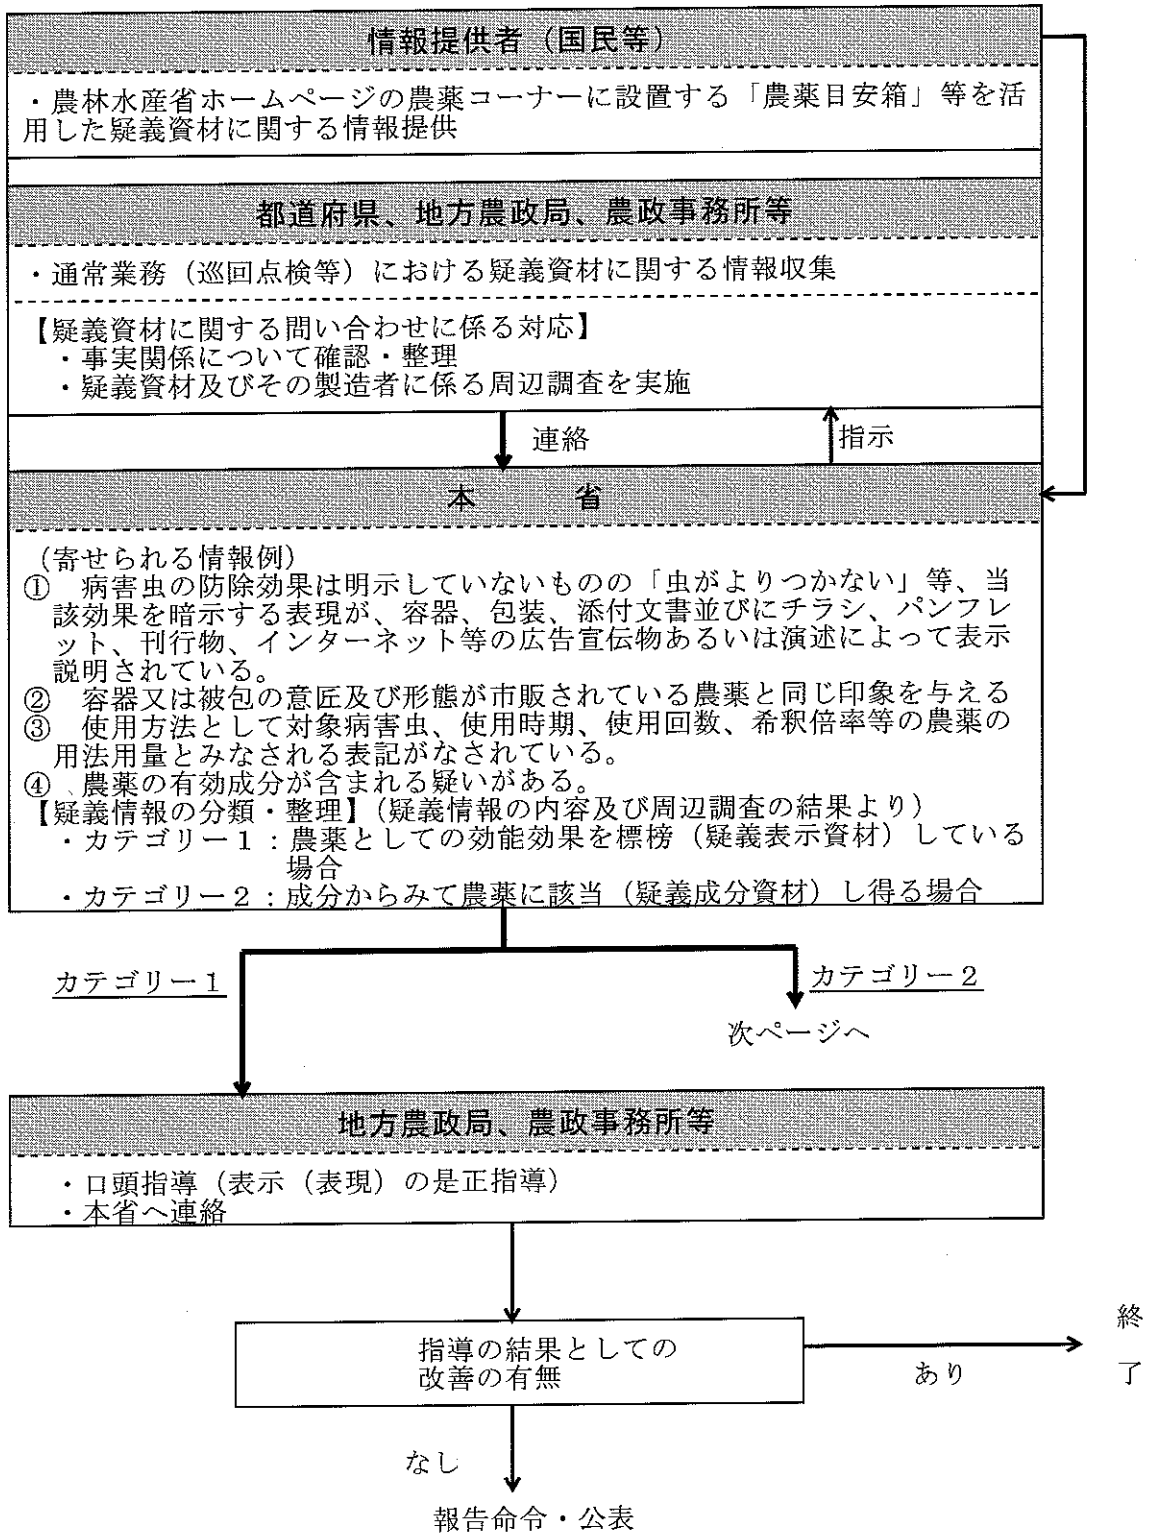 情報提供者（国民等）
・農林水産省ホームページの農薬コーナーに設置する「農薬目安箱」等を活
用した疑義資材に関する情報提供
都道府県、地方農政局、農政事務所等
・通常業務（巡回点検等）における疑義資材に関する情報収集
【疑義資材に関する問い合わせに係る対応】
・事実関係について確認・整理
・疑義資材及びその製造者に係る周辺調査を実施
連絡
指示
本　　省
（寄せられる情報例）
①　病害虫の防除効果は明示していないものの「虫がよりつかない」等、当
該効果を暗示する表現が、容器、包装、添付文書並びにチラシ、パンフレ
ット、刊行物、インターネット等の広告宣伝物あるいは演述によって表示
説明されている。
②　容器又は被包の意匠及び形態が市販されている農薬と同じ印象を与える
③　使用方法として対象病害虫、使用時期、使用回数、希釈倍率等の農薬の
用法用量とみなされる表記がなされている。
④　農薬の有効成分が含まれる疑いがある。
【疑義情報の分類・整理】（疑義情報の内容及び周辺調査の結果より）
・カテゴリー１：農薬としての効能効果を標榜（疑義表示資材）している
場合
・カテゴリー２：成分からみて農薬に該当（疑義成分資材）し得る場合
カテゴリー１
カテゴリー２
次ページへ
地方農政局、農政事務所等
・口頭指導（表示（表現）の是正指導）
・本省へ連絡
指導の結果としての
改善の有無
あり
終
了
なし
報告命令・公表